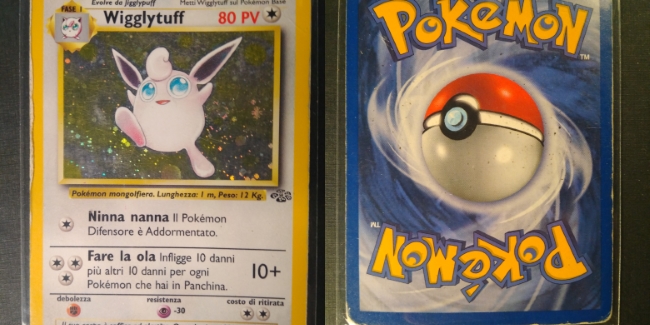 FASE 1
Evolve da Jigglypuff
Metti Wigglytuff sul Pokémon Base
Wigglytuff
80 PV
Pokémon mongolfiera. Lunghezza: 1 m, Peso: 12 Kg.
Ninna nanna Il Pokémon
Difensore è Addormentato.
Fare la ola Infligge 10 danni
più altri 10 danni per ogni
Pokémon che hai in Panchina.
10+
debolezza
resistenza
costo di ritirata
-30
POKéMON
TM
POKéMON
TM